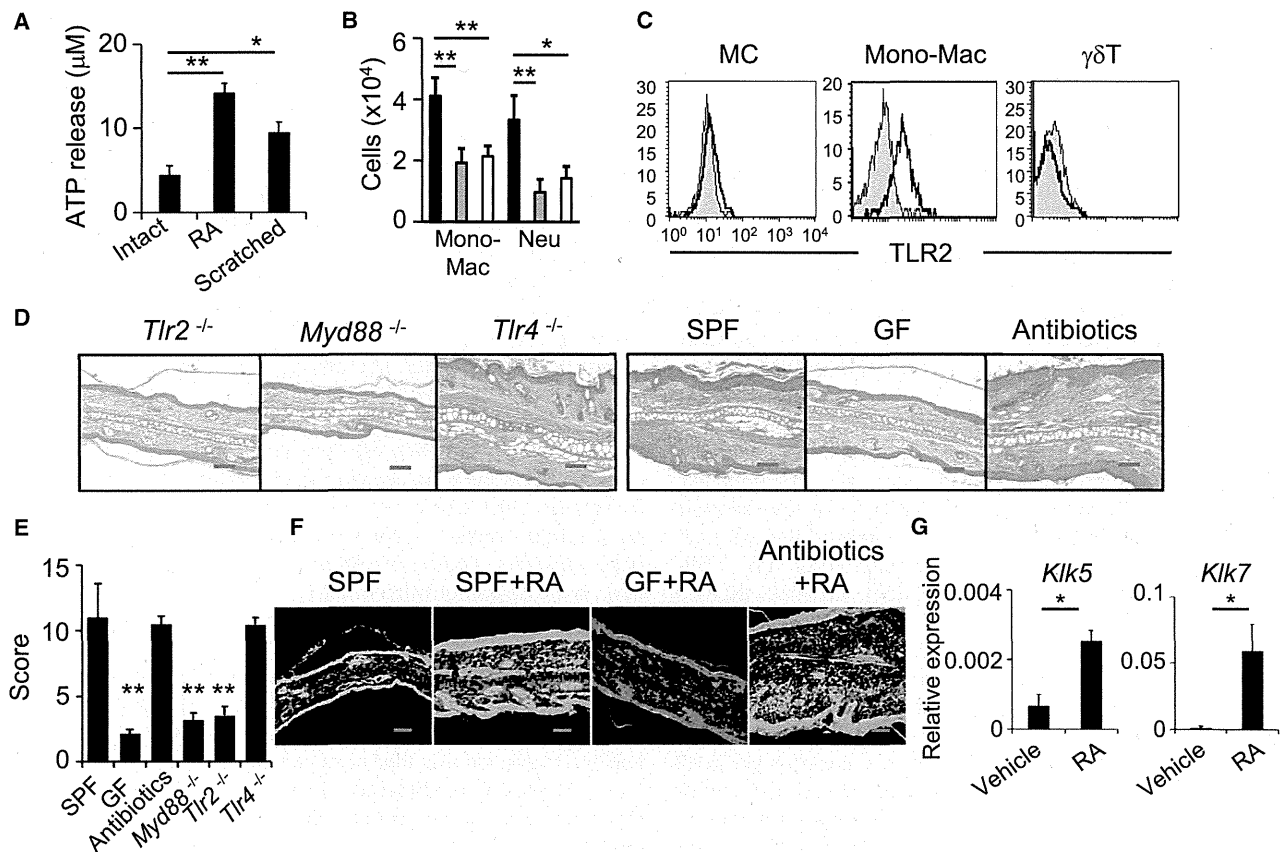 A
ATP release (μM)
20
10
0
**
*
Intact
RA
Scratched
B
Cells (x10⁴)
6
4
2
0
**
**
**
*
Mono-
Mac
Neu
C
MC
Mono-Mac
γδT
30
25
20
15
10
5
0
20
15
10
5
0
30
25
20
15
10
5
0
10⁰ 10¹ 10² 10³ 10⁴
TLR2
D
Tlr2 -/-
Myd88 -/-
Tlr4 -/-
SPF
GF
Antibiotics
E
Score
15
10
5
0
**
** **
SPF
GF
Antibiotics
Myd88 -/-
Tlr2 -/-
Tlr4 -/-
F
SPF
SPF+RA
GF+RA
Antibiotics
+RA
G
Relative expression
Klk5
0.004
0.002
0
*
Vehicle
RA
Klk7
0.1
0.05
0
*
Vehicle
RA